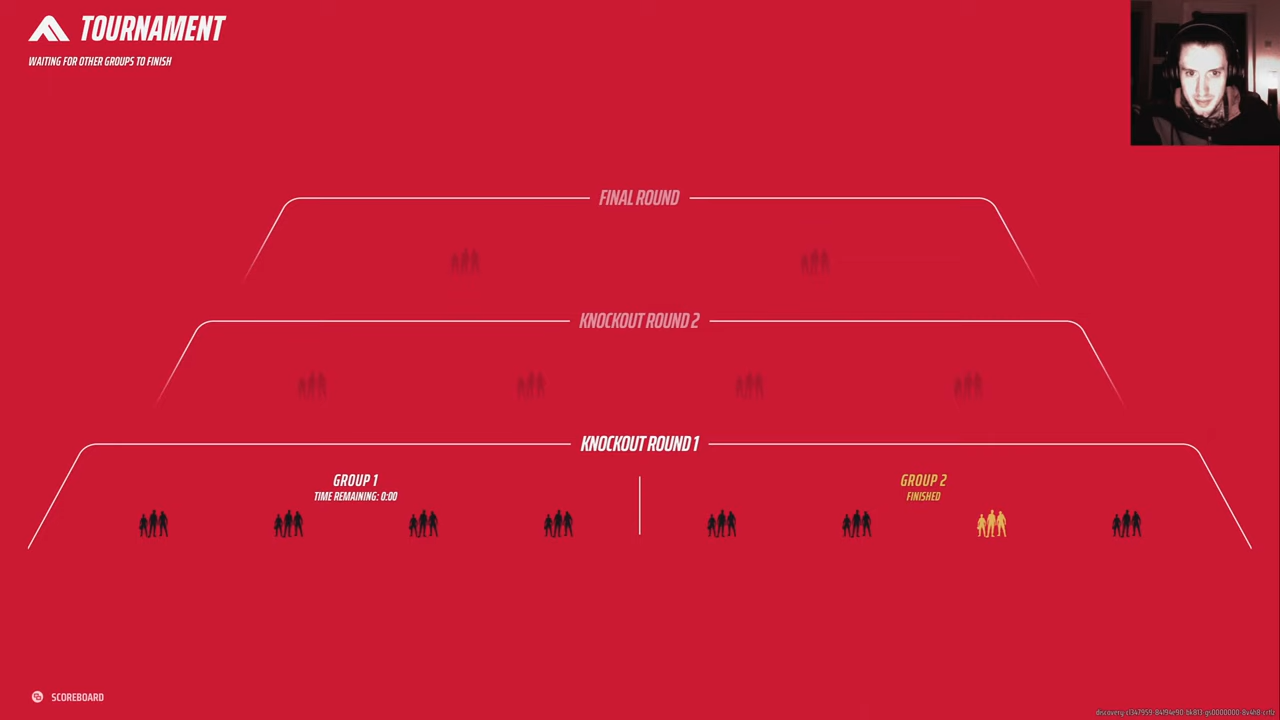 TOURNAMENT
WAITING FOR OTHER GROUPS TO FINISH
FINAL ROUND
KNOCKOUT ROUND 2
KNOCKOUT ROUND 1
GROUP 1
TIME REMAINING: 0:00
GROUP 2
FINISHED
SCOREBOARD